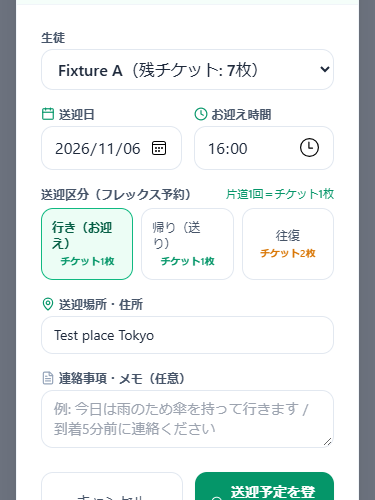 生徒
Fixture A（残チケット: 7枚）
送迎日
お迎え時間
2026/11/06
16:00
送迎区分（フレックス予約）
片道1回＝チケット1枚
行き（お迎
え）
チケット1枚
帰り（送
り）
チケット1枚
往復
チケット2枚
送迎場所・住所
Test place Tokyo
連絡事項・メモ（任意）
例: 今日は雨のため傘を持って行きます /
到着5分前に連絡ください
キャンセル
送迎予定を登